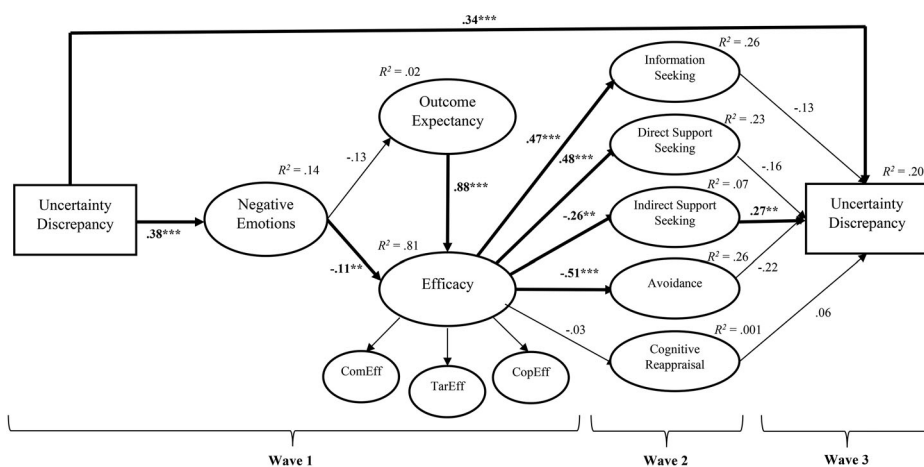 .34***
R² = .26
Information
Seeking
R² = .02
Outcome
Expectancy
-.13
.47***
R² = .23
Direct Support
Seeking
-.13
.48***
-.16
R² = .20
R² = .14
.88***
R² = .07
Uncertainty
Discrepancy
Negative
Emotions
-.26**
Indirect Support
Seeking
.27**
Uncertainty
Discrepancy
.38***
R² = .81
R² = .26
-.11**
Efficacy
-.51***
Avoidance
-.22
-.03
R² = .001
.06
Cognitive
Reappraisal
ComEff
TarEff
CopEff
Wave 1
Wave 2
Wave 3